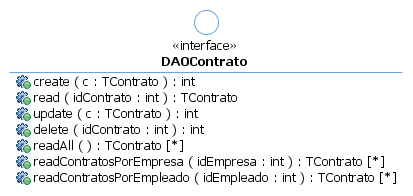 «interface»
DAOContrato
create ( c : TContrato ) : int
read ( idContrato : int ) : TContrato
update ( c : TContrato ) : int
delete ( idContrato : int ) : int
readAll ( ) : TContrato [*]
readContratosPorEmpresa ( idEmpresa : int ) : TContrato [*]
readContratosPorEmpleado ( idEmpleado : int ) : TContrato [*]